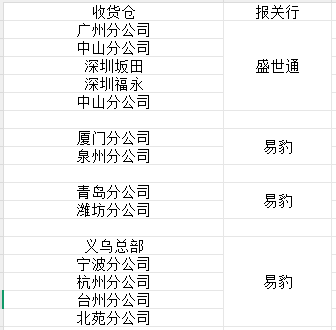 收货仓 报关行
广州分公司
中山分公司
深圳坂田 盛世通
深圳福永
中山分公司
厦门分公司
泉州分公司
易豹
青岛分公司
潍坊分公司
易豹
义乌总部
宁波分公司
杭州分公司 易豹
台州分公司
北苑分公司